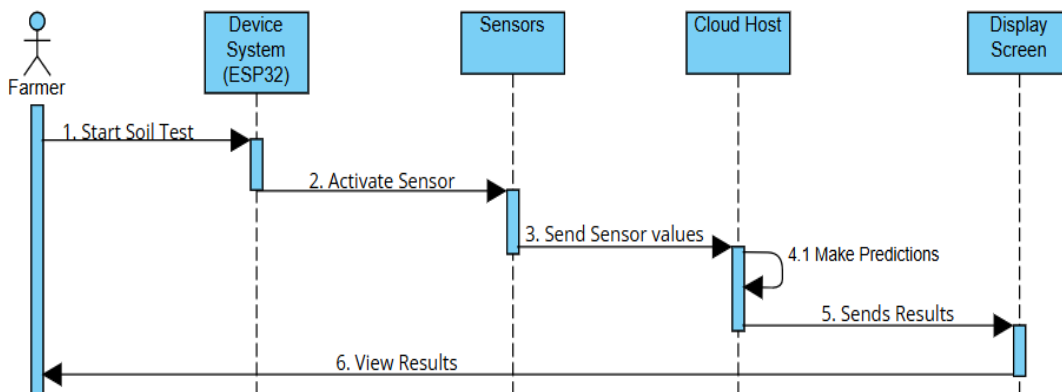 Farmer
Device
System
(ESP32)
Sensors
Cloud Host
Display
Screen
1. Start Soil Test
2. Activate Sensor
3. Send Sensor values
4.1 Make Predictions
5. Sends Results
6. View Results